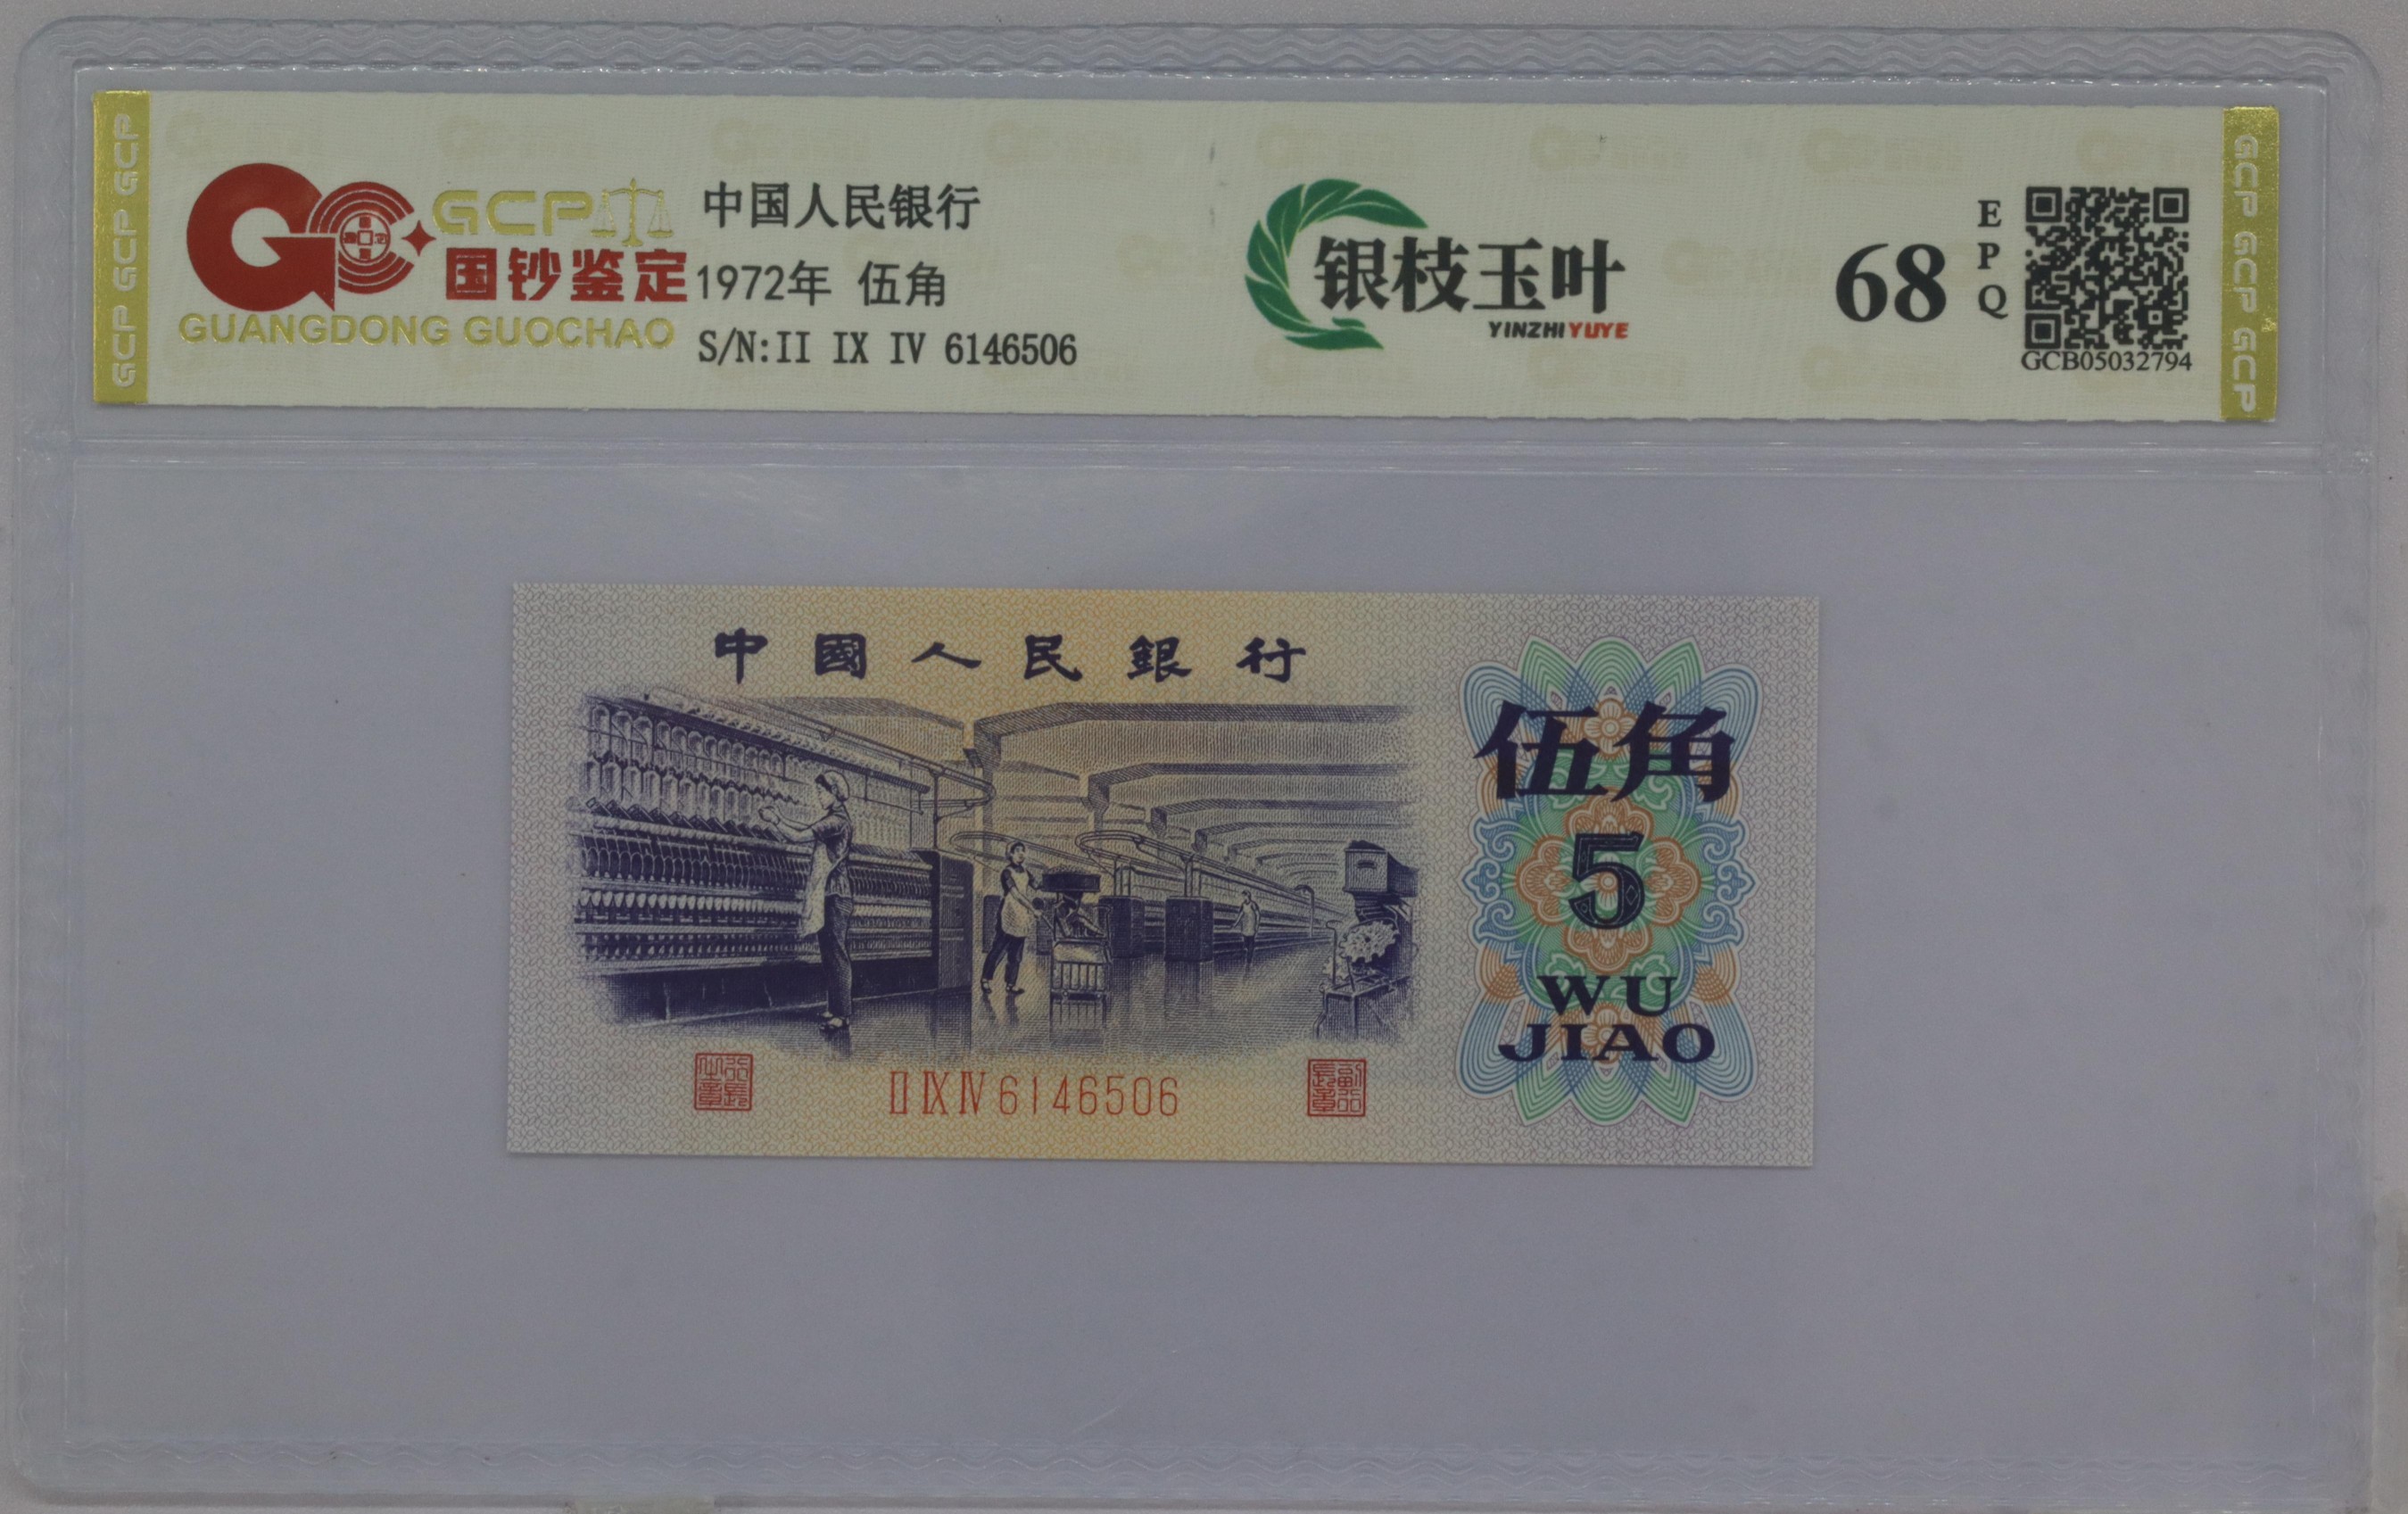 GCP GCP GCP
GCP
国钞鉴定
GUANGDONG GUOCHAO
中国人民银行
1972年 伍角
S/N:II IX IV 6146506
银枝玉叶
YINZHIYUYE
68
EPQ
GCB05032794
GCP GCP GCP
中國人民銀行
伍角
5
WU
JIAO
II IX IV 6146506